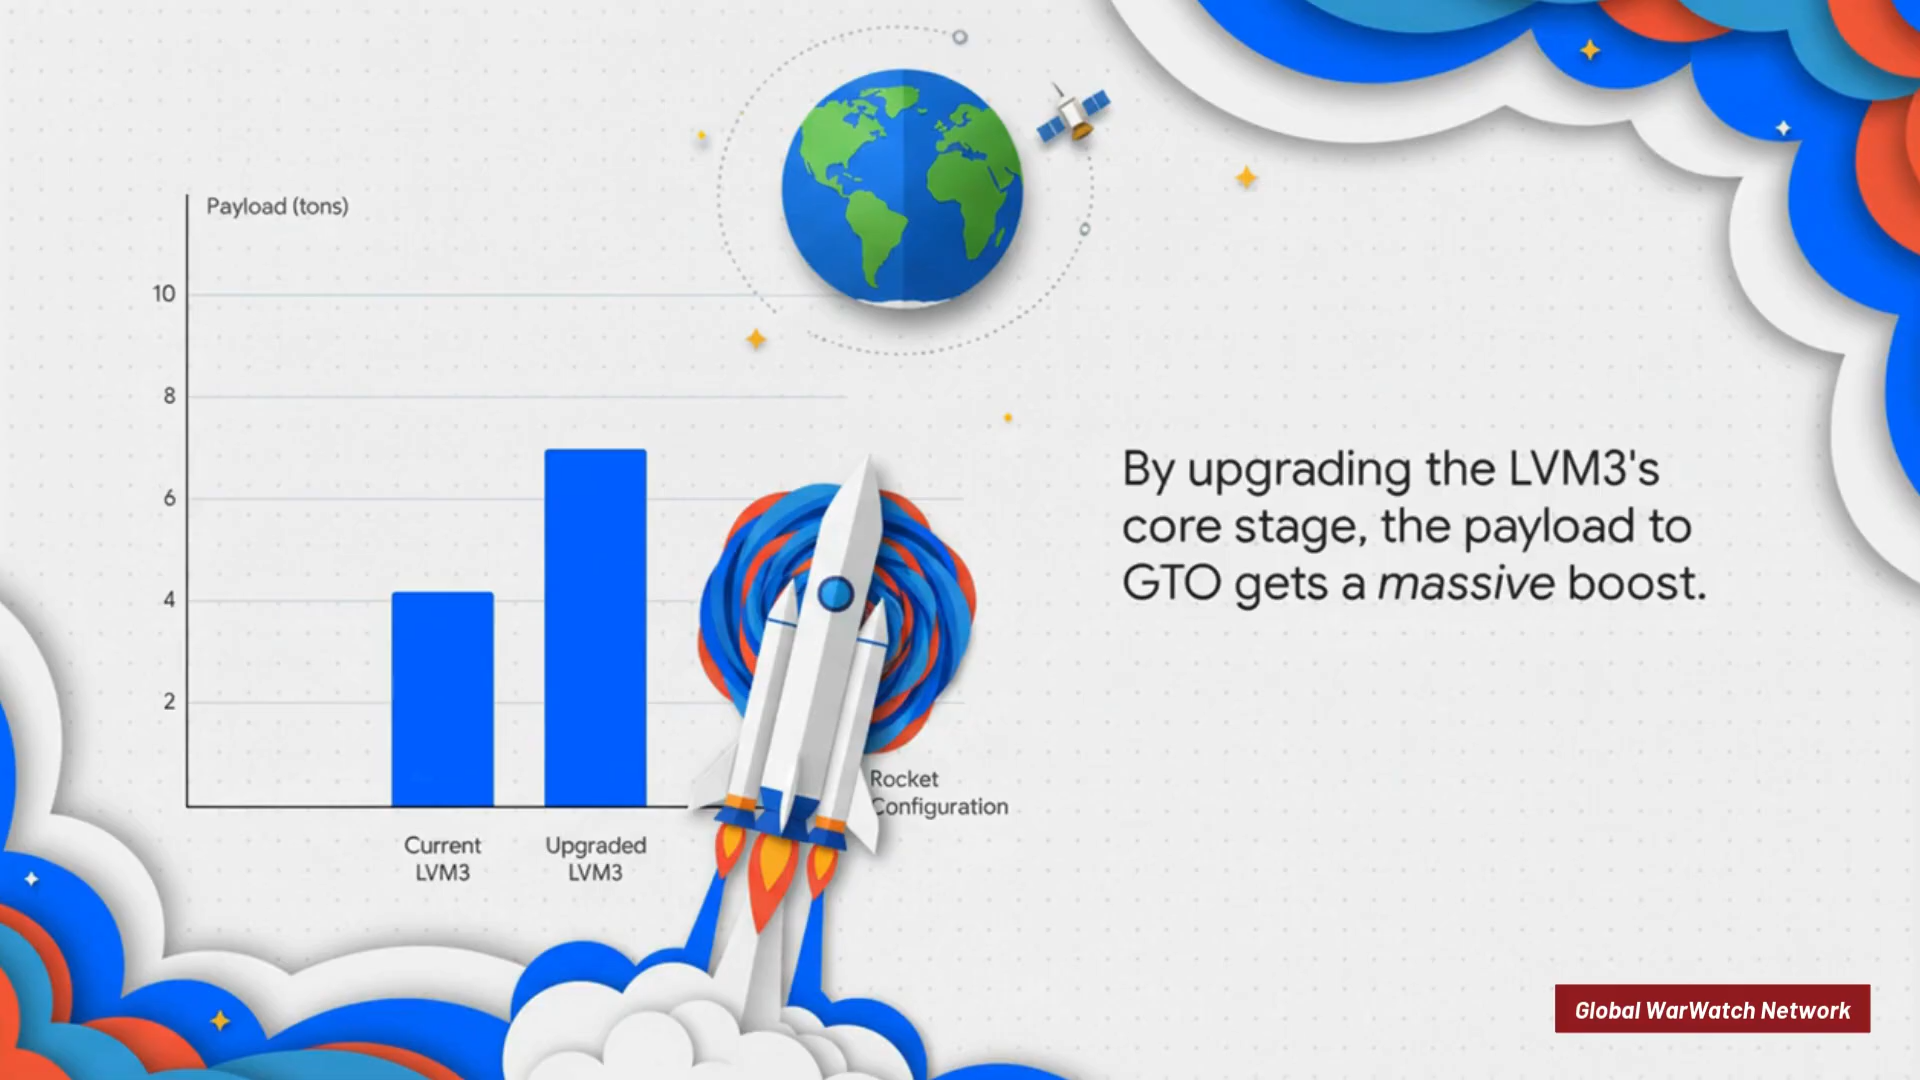 Payload (tons)
10
8
6
4
2
Current
LVM3
Upgraded
LVM3
Rocket
Configuration
By upgrading the LVM3's
core stage, the payload to
GTO gets a massive boost.
Global WarWatch Network